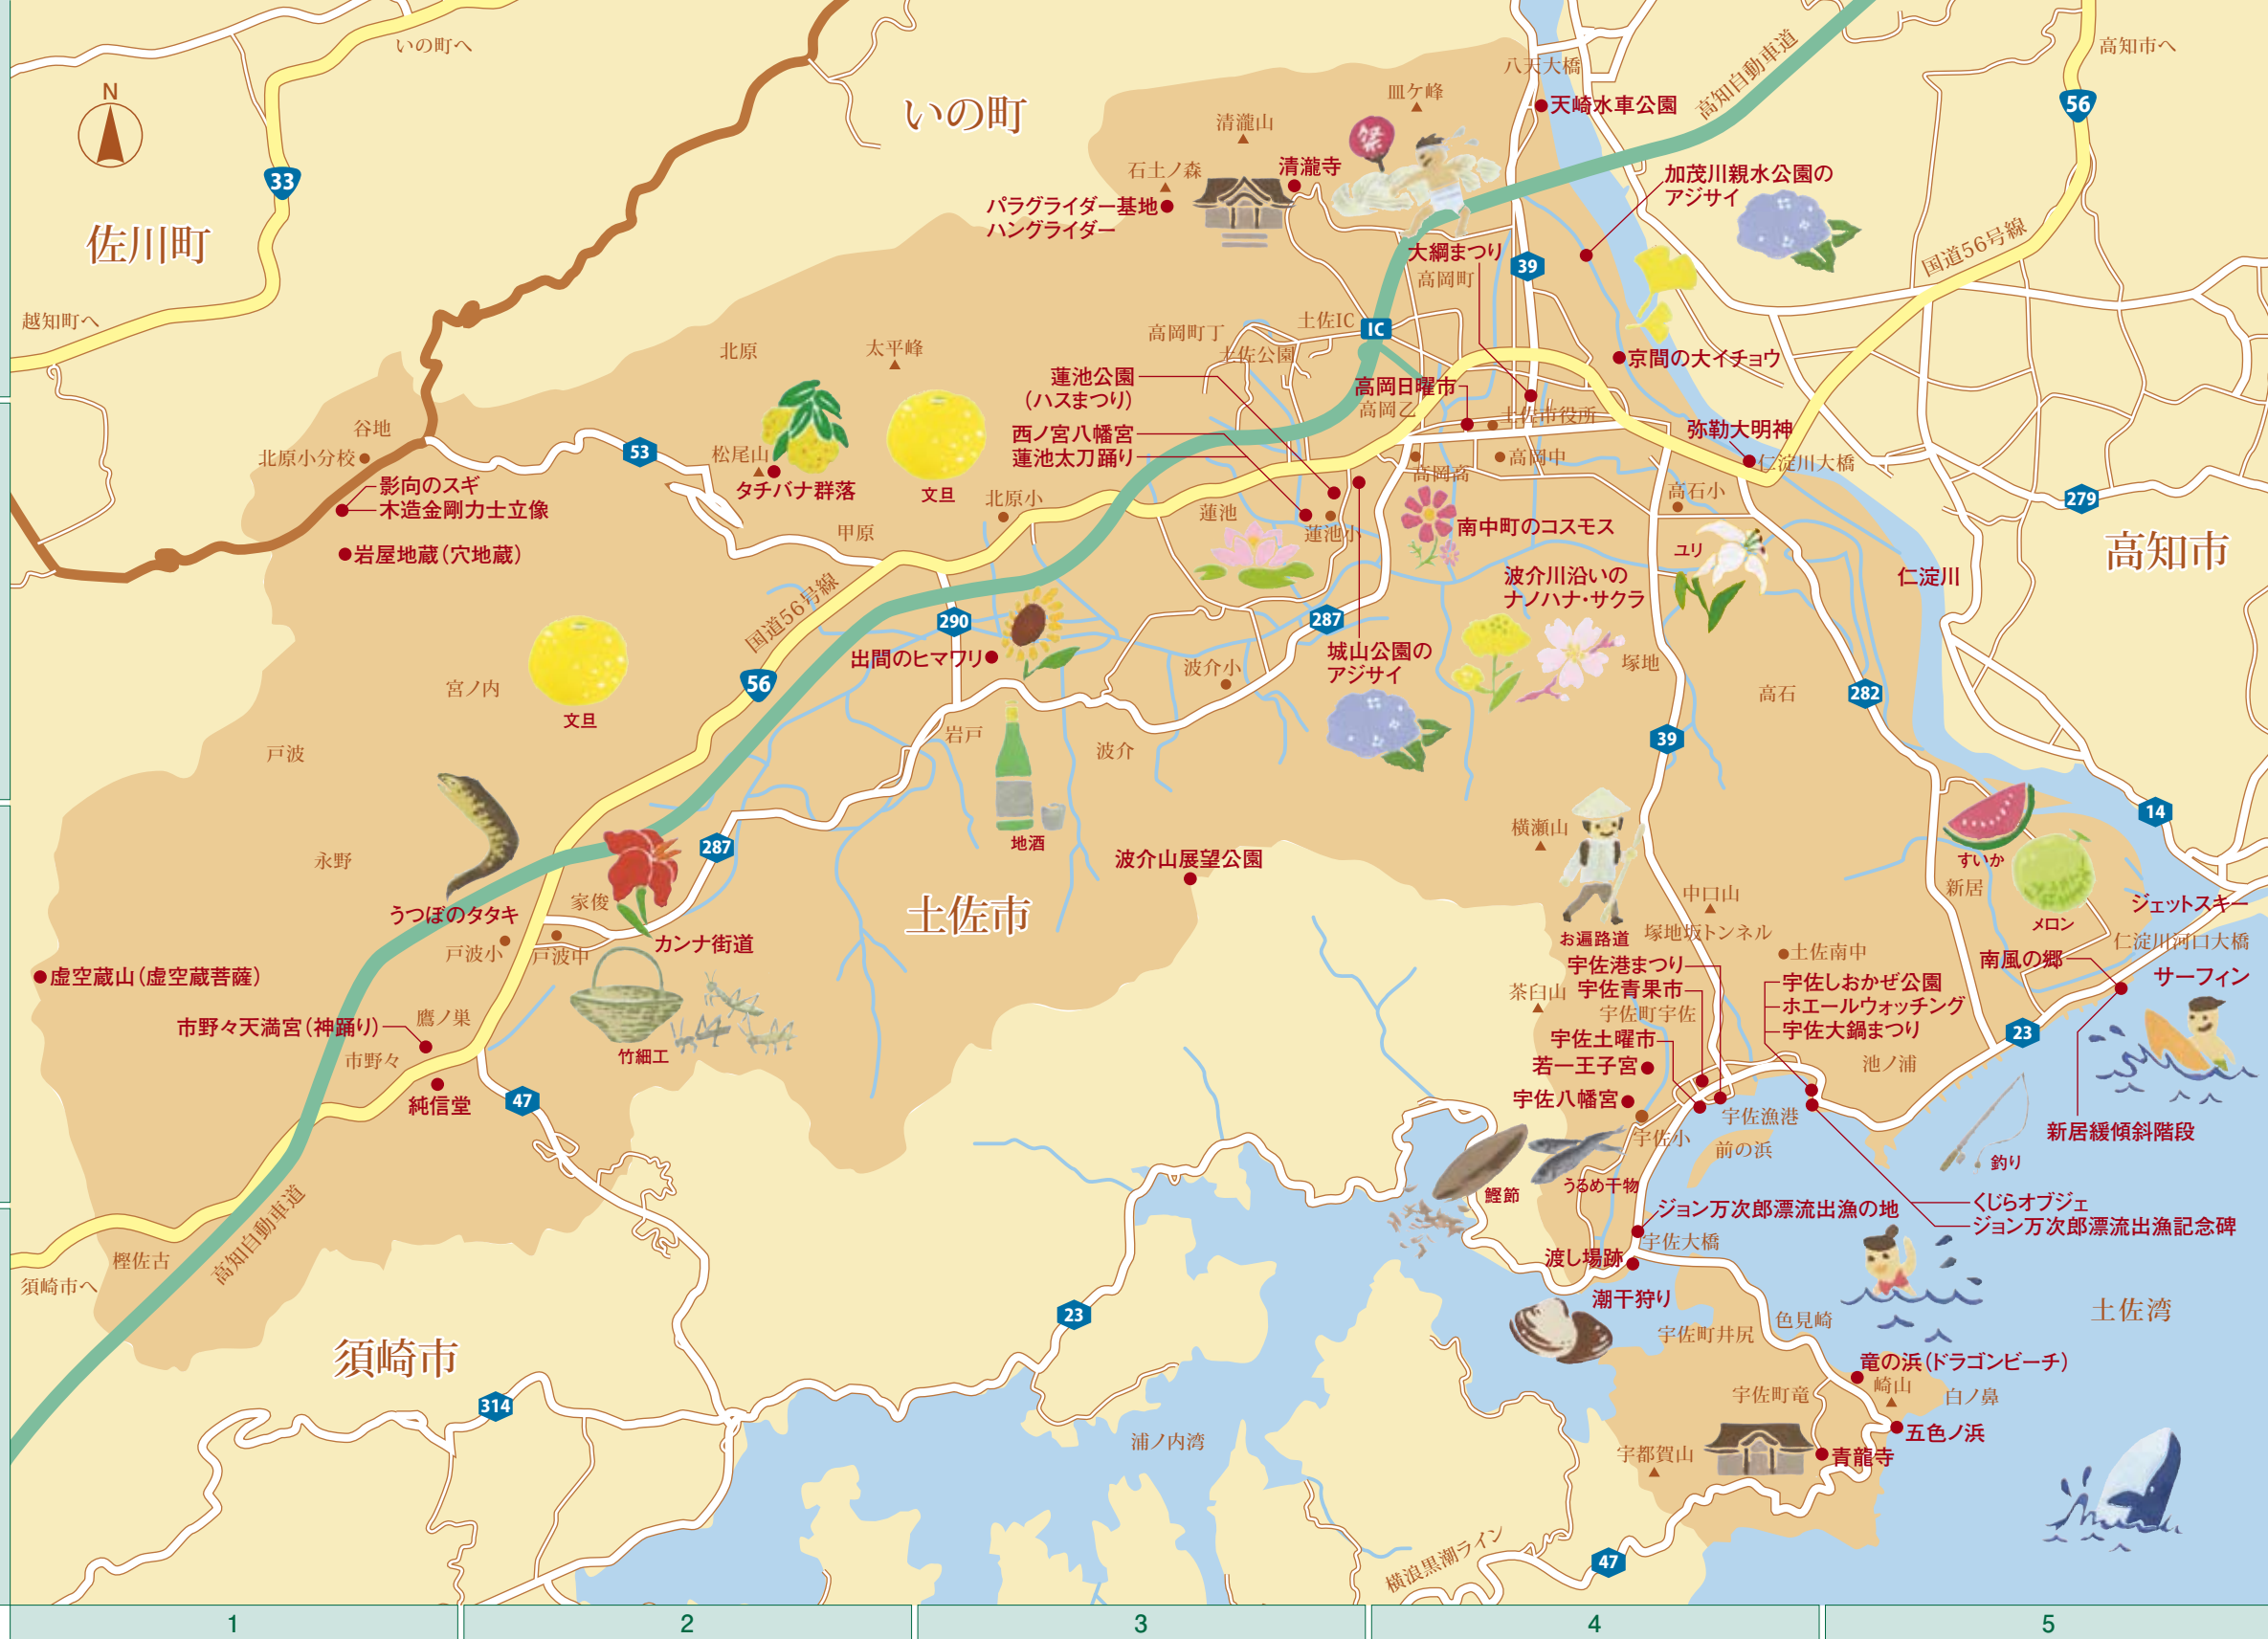 いの町へ
N
33
佐川町
越知町へ
いの町
八天大橋
高知自動車道
高知市へ
56
皿ケ峰
天崎水車公園
清瀧山
祭
石土ノ森
清瀧寺
パラグライダー基地
ハングライダー
加茂川親水公園の
アジサイ
大綱まつり
39
高岡町
国道56号線
高岡町丁
土佐IC
IC
北原
太平峰
土佐公園
京間の大イチョウ
蓮池公園
(ハスまつり)
高岡日曜市
高岡乙
土佐市役所
谷地
北原小分校
53
松尾山
タチバナ群落
文旦
西ノ宮八幡宮
蓮池太刀踊り
弥勒大明神
仁淀川大橋
高岡中
高岡高
影向のスギ
木造金剛力士立像
北原小
高石小
279
甲原
蓮池
蓮池小
南中町のコスモス
岩屋地蔵(穴地蔵)
ユリ
高知市
仁淀川
波介川沿いの
ナノハナ・サクラ
国道56号線
290
287
出間のヒマワリ
城山公園の
アジサイ
波介小
塚地
56
宮ノ内
文旦
高石
282
戸波
岩戸
波介
39
14
地酒
横瀬山
287
永野
波介山展望公園
すいか
新居
家俊
中口山
ジェットスキー
土佐市
うつぼのタタキ
メロン
戸波小
戸波中
カンナ街道
お遍路道
塚地坂トンネル
土佐南中
仁淀川河口大橋
虚空蔵山(虚空蔵菩薩)
宇佐港まつり
南風の郷
サーフィン
宇佐しおかぜ公園
ホエールウォッチング
宇佐大鍋まつり
茶臼山
宇佐青果市
宇佐町宇佐
市野々天満宮(神踊り)
鷹ノ巣
宇佐土曜市
23
市野々
竹細工
若一王子宮
池ノ浦
純信堂
47
宇佐八幡宮
宇佐漁港
宇佐小
前の浜
新居緩傾斜階段
釣り
うるめ干物
鰹節
高知自動車道
ジョン万次郎漂流出漁の地
くじらオブジェ
ジョン万次郎漂流出漁記念碑
宇佐大橋
樫佐古
須崎市へ
渡し場跡
潮干狩り
23
土佐湾
色見崎
宇佐町井尻
須崎市
竜の浜(ドラゴンビーチ)
崎山
宇佐町竜
白ノ鼻
314
五色ノ浜
浦ノ内湾
宇都賀山
青龍寺
横浪黒潮ライン
47
1
2
3
4
5